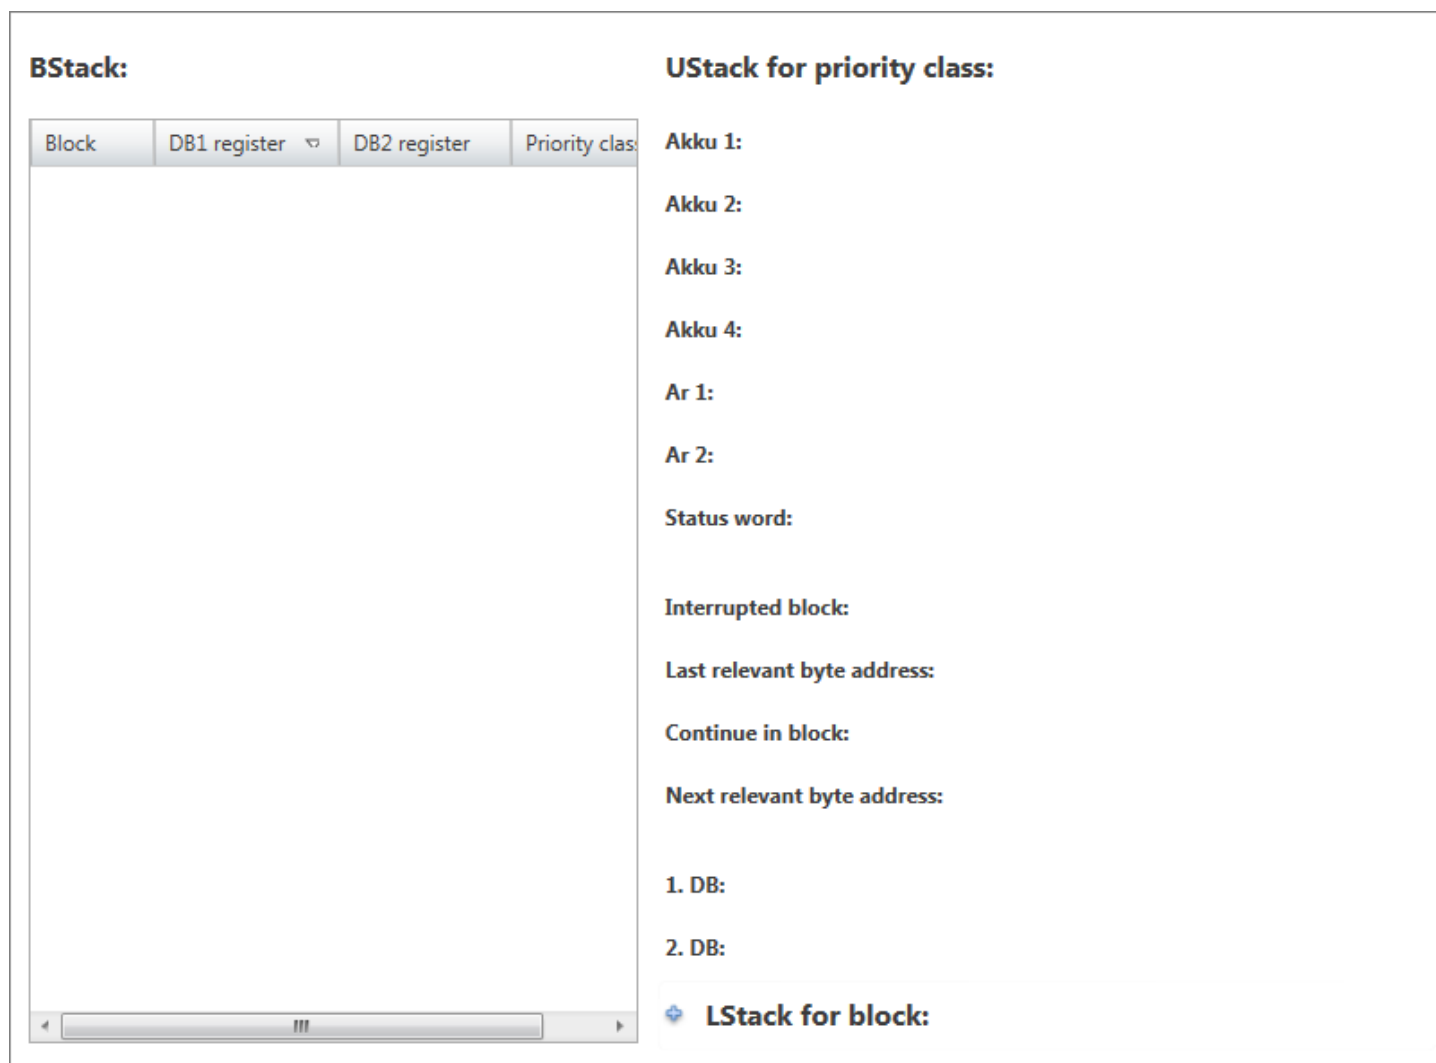 BStack:
Block DB1 register DB2 register Priority clas
UStack for priority class:
Akku 1:
Akku 2:
Akku 3:
Akku 4:
Ar 1:
Ar 2:
Status word:
Interrupted block:
Last relevant byte address:
Continue in block:
Next relevant byte address:
1. DB:
2. DB:
LStack for block: